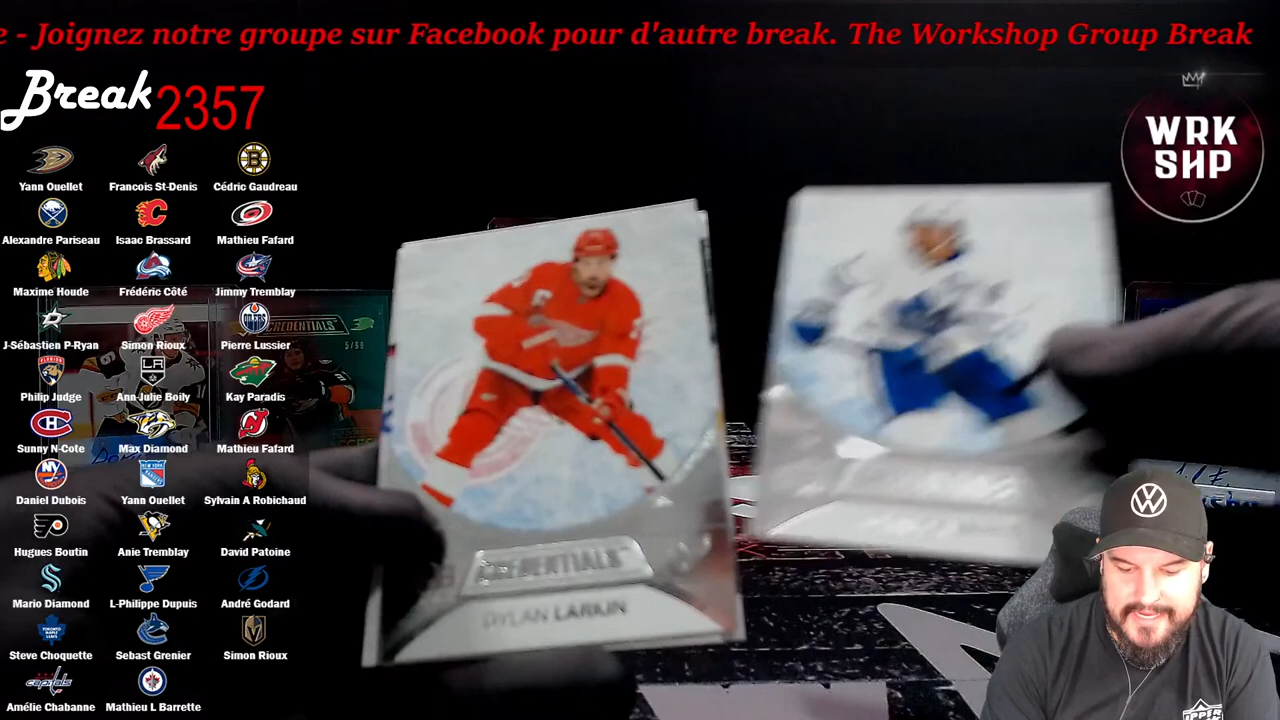 e - Joignez notre groupe sur Facebook pour d'autre break. The Workshop Group Break
Break 2357
WRK
SHP
Yann Ouellet Francois St-Denis Cédric Gaudreau
Alexandre Pariseau Isaac Brassard Mathieu Fafard
Maxime Houde Frédéric Côté Jimmy Tremblay
J-Sébastien P-Ryan Simon Rioux Pierre Lussier
Philip Judge Ann-Julie Boily Kay Paradis
Sunny N-Cote Max Diamond Mathieu Fafard
Daniel Dubois Yann Ouellet Sylvain A Robichaud
Hugues Boutin Anie Tremblay David Patoine
Mario Diamond L-Philippe Dupuis André Godard
Steve Choquette Sebast Grenier Simon Rioux
Amélie Chabanne Mathieu L Barrette
CREDENTIALS
CREDENTIALS
DYLAN LARKIN
UPPER